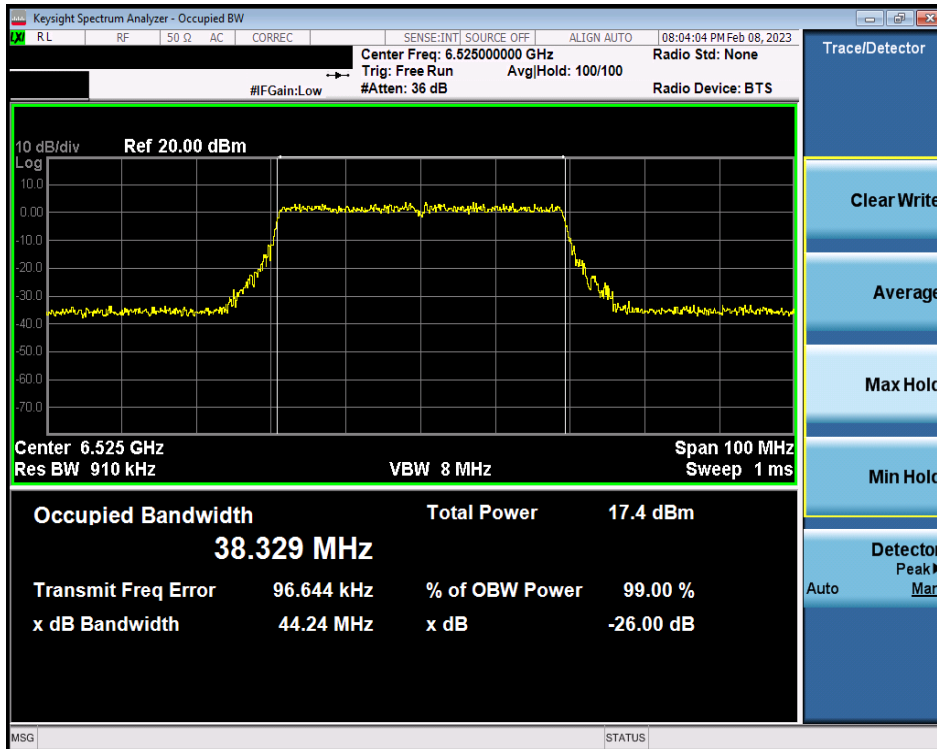 Keysight Spectrum Analyzer - Occupied BW
LXI RL RF 50 Ω AC CORREC SENSE:INT SOURCE OFF ALIGN AUTO 08:04:04 PM Feb 08, 2023
Center Freq: 6.525000000 GHz Radio Std: None
Trig: Free Run Avg|Hold: 100/100
#IFGain:Low #Atten: 36 dB Radio Device: BTS
Trace/Detector
10 dB/div Ref 20.00 dBm
Log
10.0
0.00
-10.0
-20.0
-30.0
-40.0
-50.0
-60.0
-70.0
Center 6.525 GHz Span 100 MHz
Res BW 910 kHz VBW 8 MHz Sweep 1 ms
Occupied Bandwidth Total Power 17.4 dBm
38.329 MHz
Transmit Freq Error 96.644 kHz % of OBW Power 99.00 %
x dB Bandwidth 44.24 MHz x dB -26.00 dB
Clear Write
Average
Max Hold
Min Hold
Detector
Peak
Auto Man
MSG STATUS